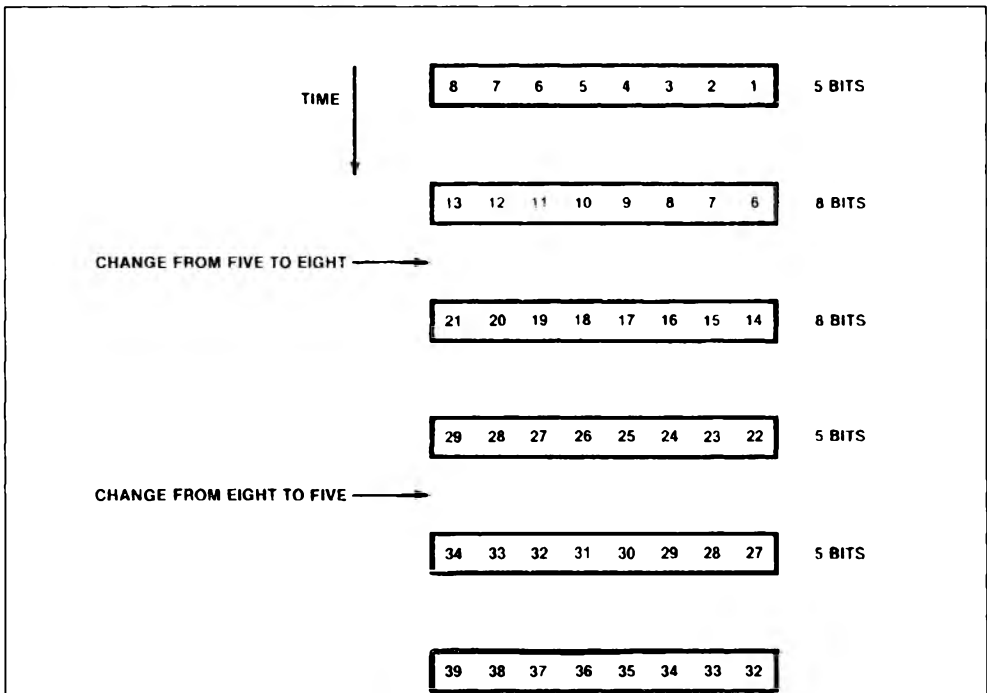 8 7 6 5 4 3 2 1 5 BITS
TIME
13 12 11 10 9 8 7 6 8 BITS
CHANGE FROM FIVE TO EIGHT
21 20 19 18 17 16 15 14 8 BITS
29 28 27 26 25 24 23 22 5 BITS
CHANGE FROM EIGHT TO FIVE
34 33 32 31 30 29 28 27 5 BITS
39 38 37 36 35 34 33 32